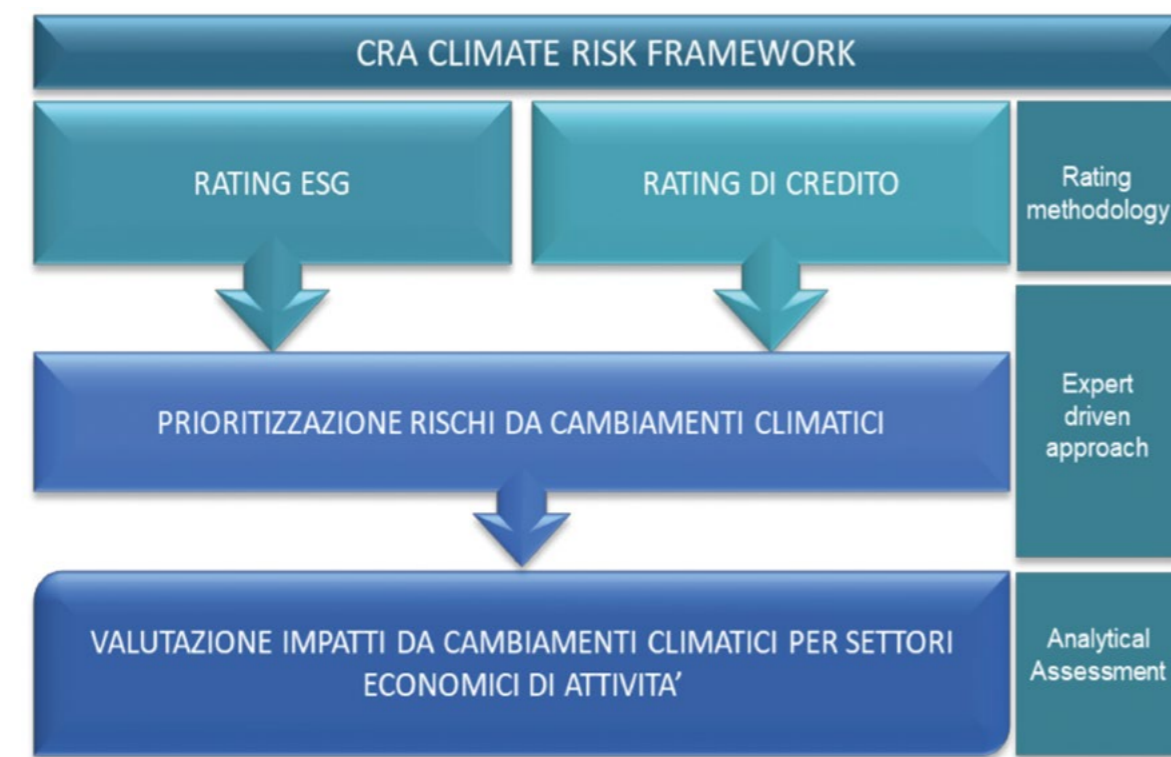 CRA CLIMATE RISK FRAMEWORK
RATING ESG
RATING DI CREDITO
Rating
methodology
PRIORITIZZAZIONE RISCHI DA CAMBIAMENTI CLIMATICI
Expert
driven
approach
VALUTAZIONE IMPATTI DA CAMBIAMENTI CLIMATICI PER SETTORI
ECONOMICI DI ATTIVITA’
Analytical
Assessment